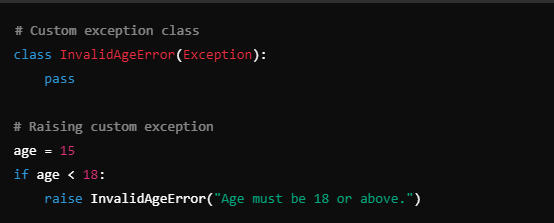 # Custom exception class
class InvalidAgeError(Exception):
    pass

# Raising custom exception
age = 15
if age < 18:
    raise InvalidAgeError("Age must be 18 or above.")